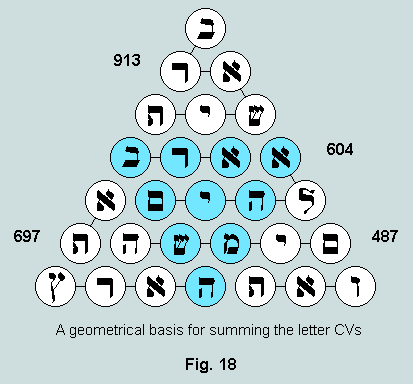 ב
913
א ר
ש י ת
א א ר ב
604
ל ה י ם א
697
ם י מ ש ה ת
487
ו א ת ה א ר ץ
A geometrical basis for summing the letter CVs
Fig. 18